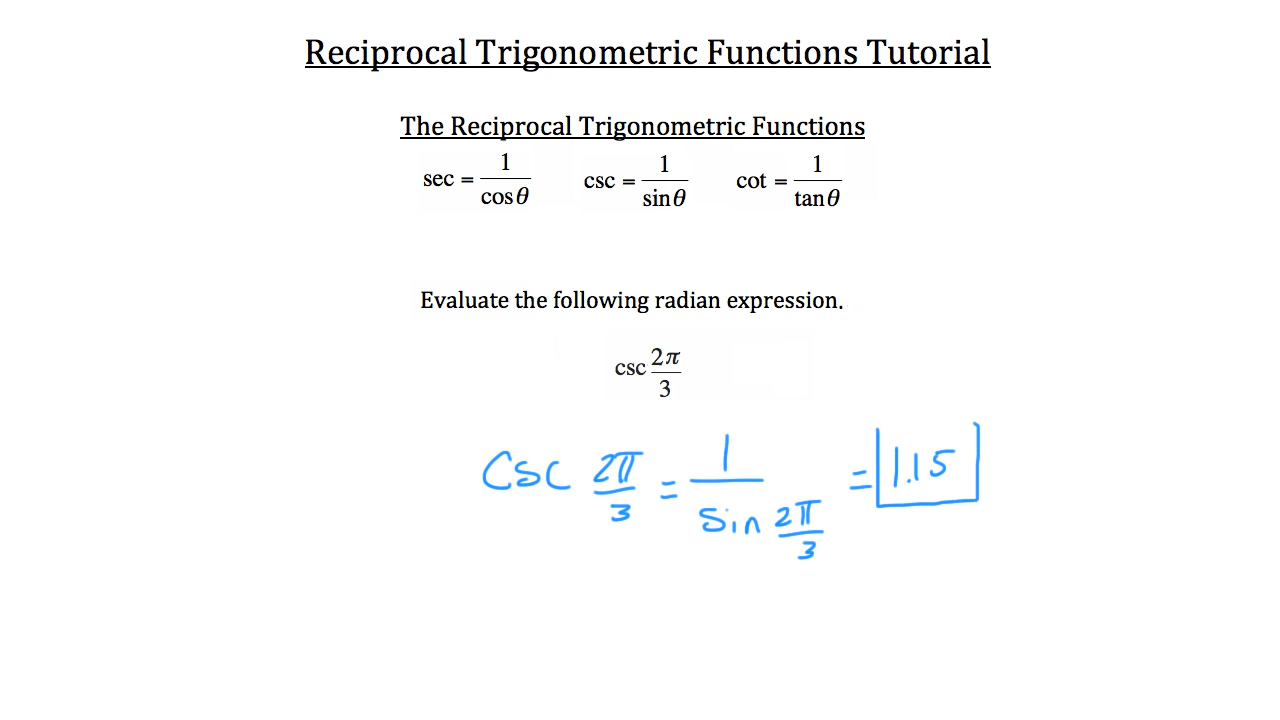 Reciprocal Trigonometric Functions Tutorial
The Reciprocal Trigonometric Functions
sec = 1/cosθ csc = 1/sinθ cot = 1/tanθ
Evaluate the following radian expression.
csc 2π/3
csc 2π/3 = 1/sin 2π/3 = 1.15